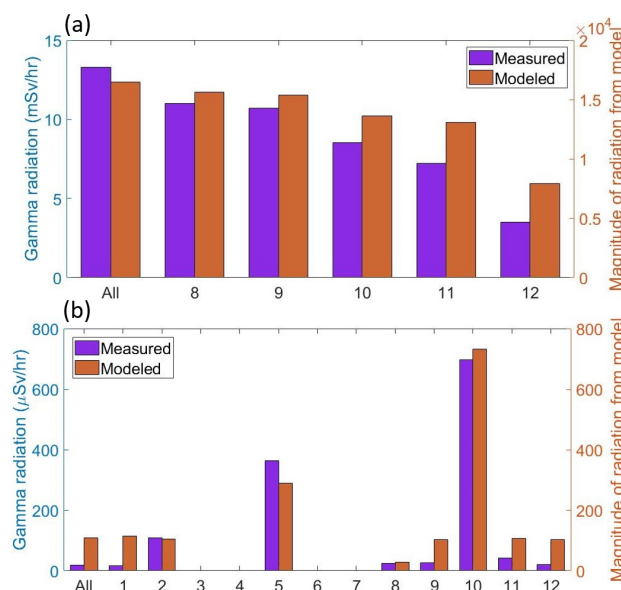 (a)
×10⁴
15
10
5
0
Gamma radiation (mSv/hr)
Measured
Modeled
2
1.5
1
0.5
0
Magnitude of radiation from model
All 8 9 10 11 12
(b)
800
600
400
200
0
Gamma radiation (μSv/hr)
Measured
Modeled
800
600
400
200
0
Magnitude of radiation from model
All 1 2 3 4 5 6 7 8 9 10 11 12